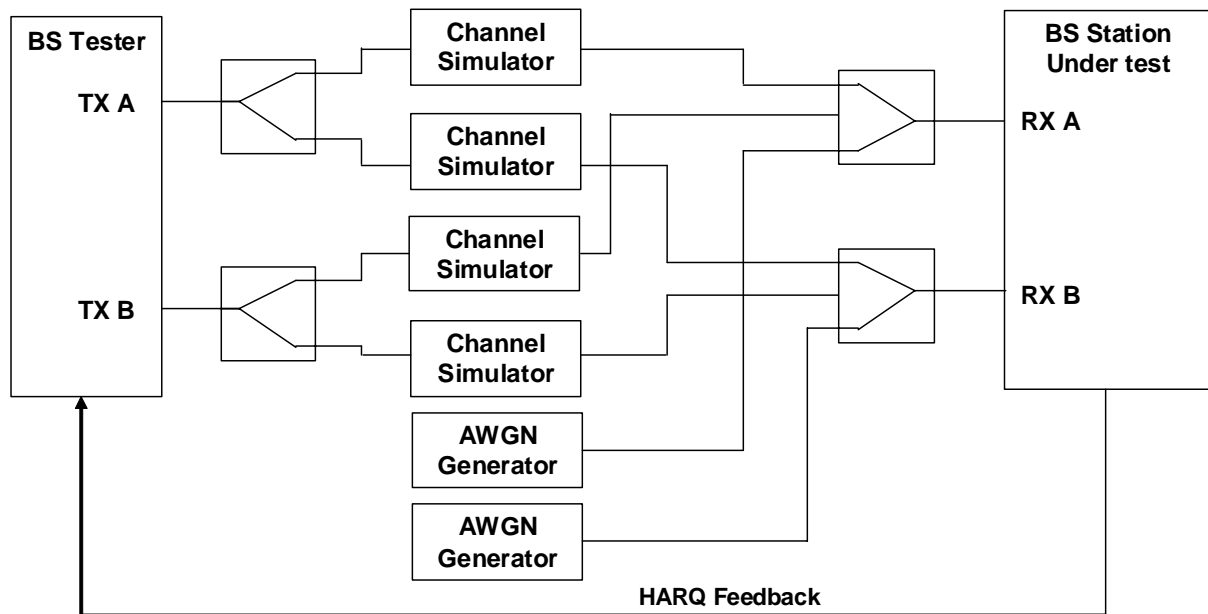 BS Tester
TX A
TX B
Channel
Simulator
Channel
Simulator
Channel
Simulator
Channel
Simulator
AWGN
Generator
AWGN
Generator
BS Station
Under test
RX A
RX B
HARQ Feedback